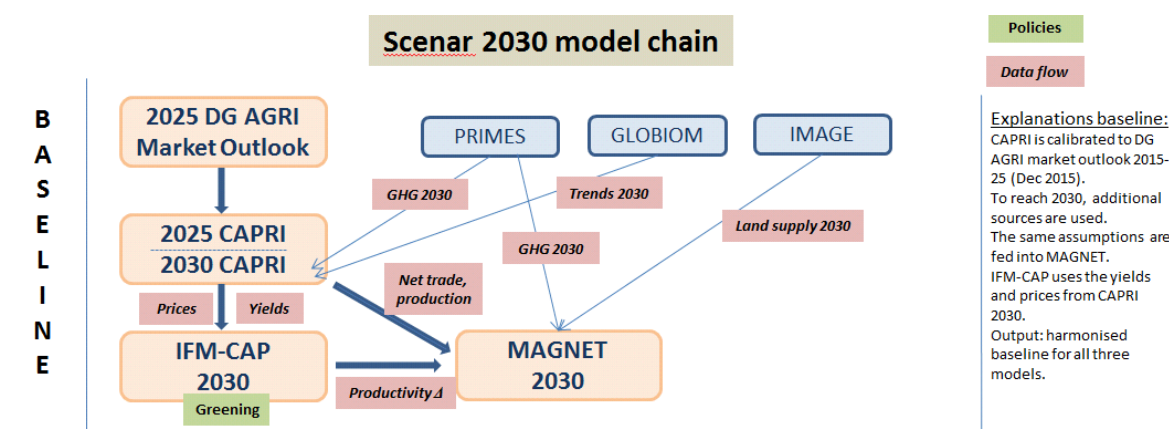 Scenar 2030 model chain
Policies
Data flow
B
A
S
E
L
I
N
E
2025 DG AGRI
Market Outlook
PRIMES
GLOBIOM
IMAGE
GHG 2030
Trends 2030
Land supply 2030
GHG 2030
2025 CAPRI
2030 CAPRI
Net trade,
production
Prices
Yields
IFM-CAP
2030
Greening
Productivity Δ
MAGNET
2030
Explanations baseline:
CAPRI is calibrated to DG
AGRI market outlook 2015-
25 (Dec 2015).
To reach 2030, additional
sources are used.
The same assumptions are
fed into MAGNET.
IFM-CAP uses the yields
and prices from CAPRI
2030.
Output: harmonised
baseline for all three
models.